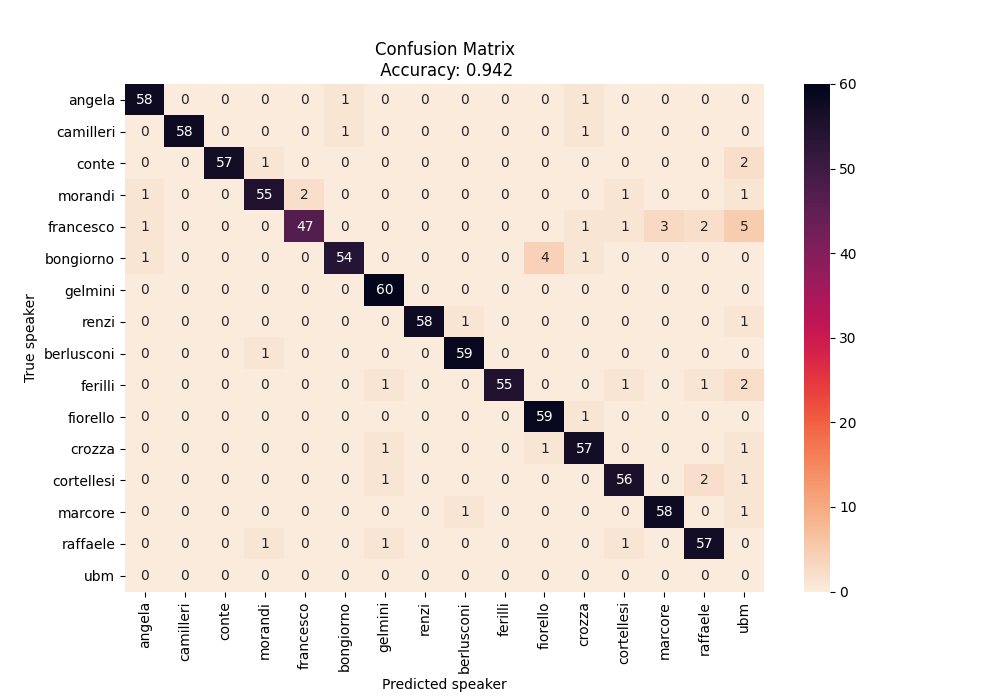 Confusion Matrix
Accuracy: 0.942
angela 58 0 0 0 0 1 0 0 0 0 0 1 0 0 0 0
camilleri 0 58 0 0 0 1 0 0 0 0 0 1 0 0 0 0
conte 0 0 57 1 0 0 0 0 0 0 0 0 0 0 0 2
morandi 1 0 0 55 2 0 0 0 0 0 0 0 1 0 0 1
francesco 1 0 0 0 47 0 0 0 0 0 0 1 1 3 2 5
bongiorno 1 0 0 0 0 54 0 0 0 0 4 1 0 0 0 0
gelmini 0 0 0 0 0 0 60 0 0 0 0 0 0 0 0 0
renzi 0 0 0 0 0 0 0 58 1 0 0 0 0 0 0 1
berlusconi 0 0 0 1 0 0 0 0 59 0 0 0 0 0 0 0
ferilli 0 0 0 0 0 0 1 0 0 55 0 0 1 0 1 2
fiorello 0 0 0 0 0 0 0 0 0 0 59 1 0 0 0 0
crozza 0 0 0 0 0 0 1 0 0 0 1 57 0 0 0 1
cortellesi 0 0 0 0 0 0 1 0 0 0 0 0 56 0 2 1
marcore 0 0 0 0 0 0 0 0 1 0 0 0 0 58 0 1
raffaele 0 0 0 1 0 0 1 0 0 0 0 0 1 0 57 0
ubm 0 0 0 0 0 0 0 0 0 0 0 0 0 0 0 0
True speaker
angela camilleri conte morandi francesco bongiorno gelmini renzi berlusconi ferilli fiorello crozza cortellesi marcore raffaele ubm
Predicted speaker
60
50
40
30
20
10
0